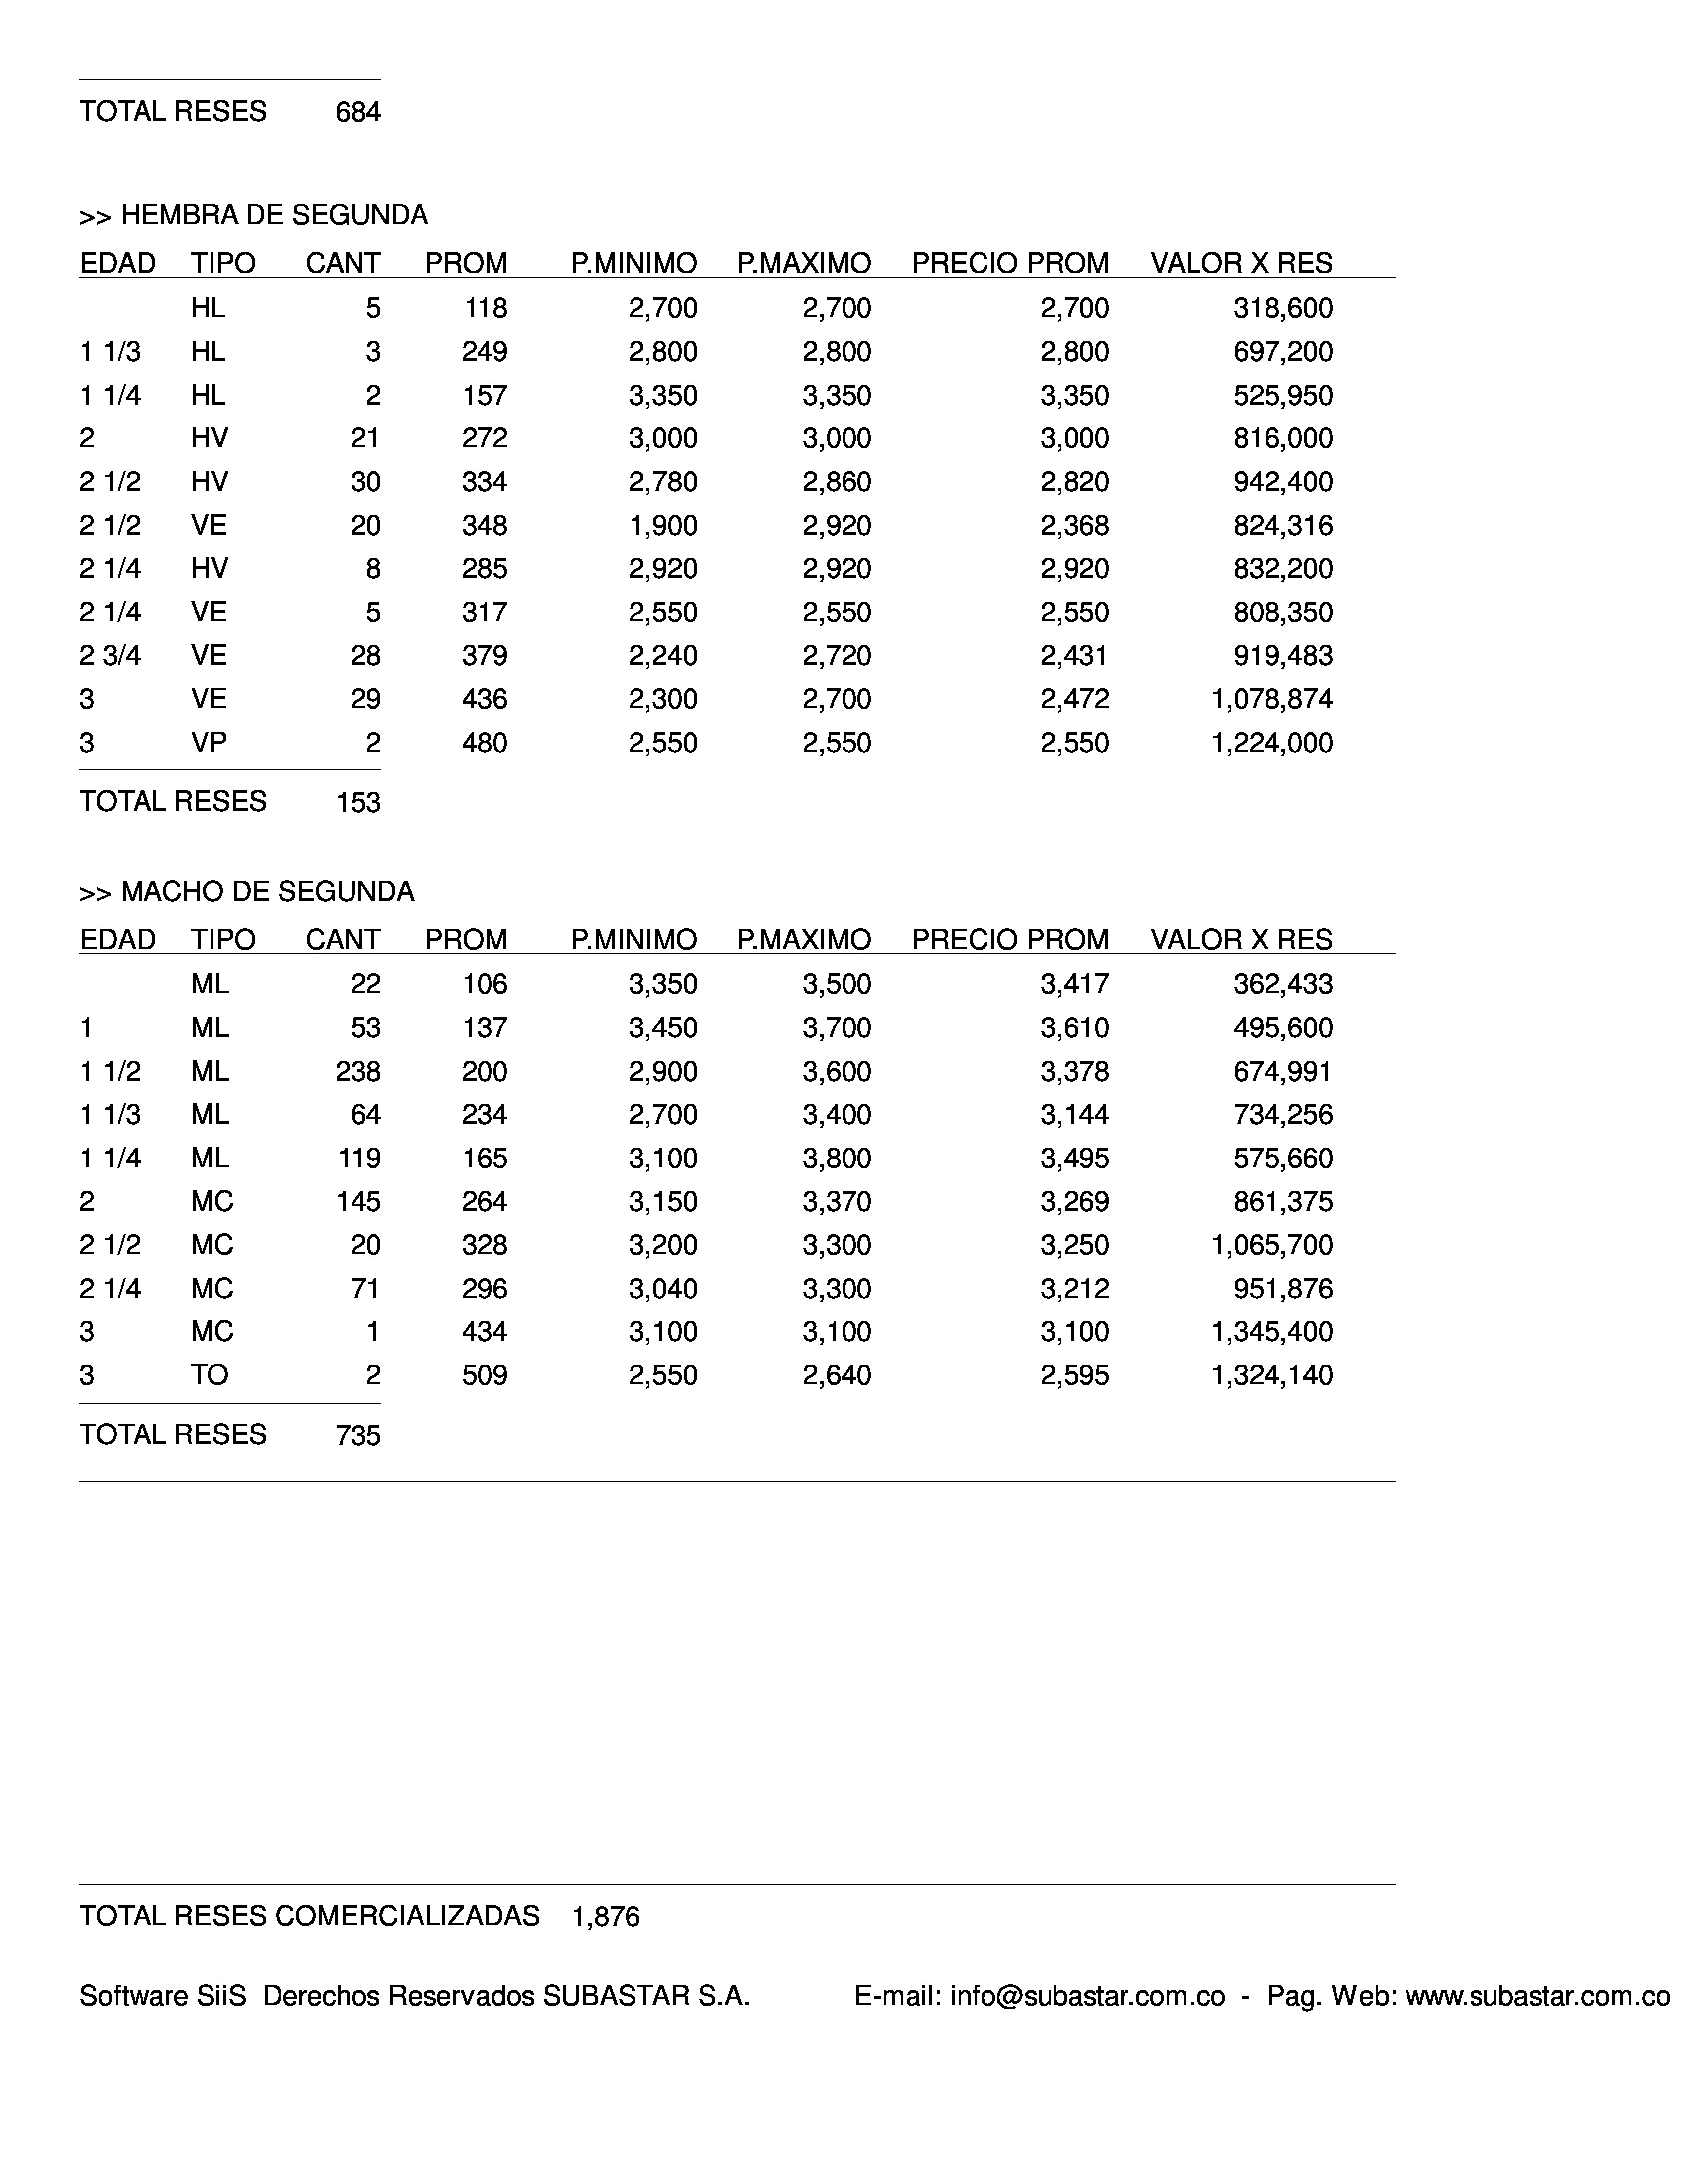 TOTAL RESES 684
>> HEMBRA DE SEGUNDA
EDAD TIPO CANT PROM P.MINIMO P.MAXIMO PRECIO PROM VALOR X RES
HL 5 118 2,700 2,700 2,700 318,600
1 1/3 HL 3 249 2,800 2,800 2,800 697,200
1 1/4 HL 2 157 3,350 3,350 3,350 525,950
2 HV 21 272 3,000 3,000 3,000 816,000
2 1/2 HV 30 334 2,780 2,860 2,820 942,400
2 1/2 VE 20 348 1,900 2,920 2,368 824,316
2 1/4 HV 8 285 2,920 2,920 2,920 832,200
2 1/4 VE 5 317 2,550 2,550 2,550 808,350
2 3/4 VE 28 379 2,240 2,720 2,431 919,483
3 VE 29 436 2,300 2,700 2,472 1,078,874
3 VP 2 480 2,550 2,550 2,550 1,224,000
TOTAL RESES 153
>> MACHO DE SEGUNDA
EDAD TIPO CANT PROM P.MINIMO P.MAXIMO PRECIO PROM VALOR X RES
ML 22 106 3,350 3,500 3,417 362,433
1 ML 53 137 3,450 3,700 3,610 495,600
1 1/2 ML 238 200 2,900 3,600 3,378 674,991
1 1/3 ML 64 234 2,700 3,400 3,144 734,256
1 1/4 ML 119 165 3,100 3,800 3,495 575,660
2 MC 145 264 3,150 3,370 3,269 861,375
2 1/2 MC 20 328 3,200 3,300 3,250 1,065,700
2 1/4 MC 71 296 3,040 3,300 3,212 951,876
3 MC 1 434 3,100 3,100 3,100 1,345,400
3 TO 2 509 2,550 2,640 2,595 1,324,140
TOTAL RESES 735
TOTAL RESES COMERCIALIZADAS 1,876
Software SiiS Derechos Reservados SUBASTAR S.A. E-mail: info@subastar.com.co - Pag. Web: www.subastar.com.co